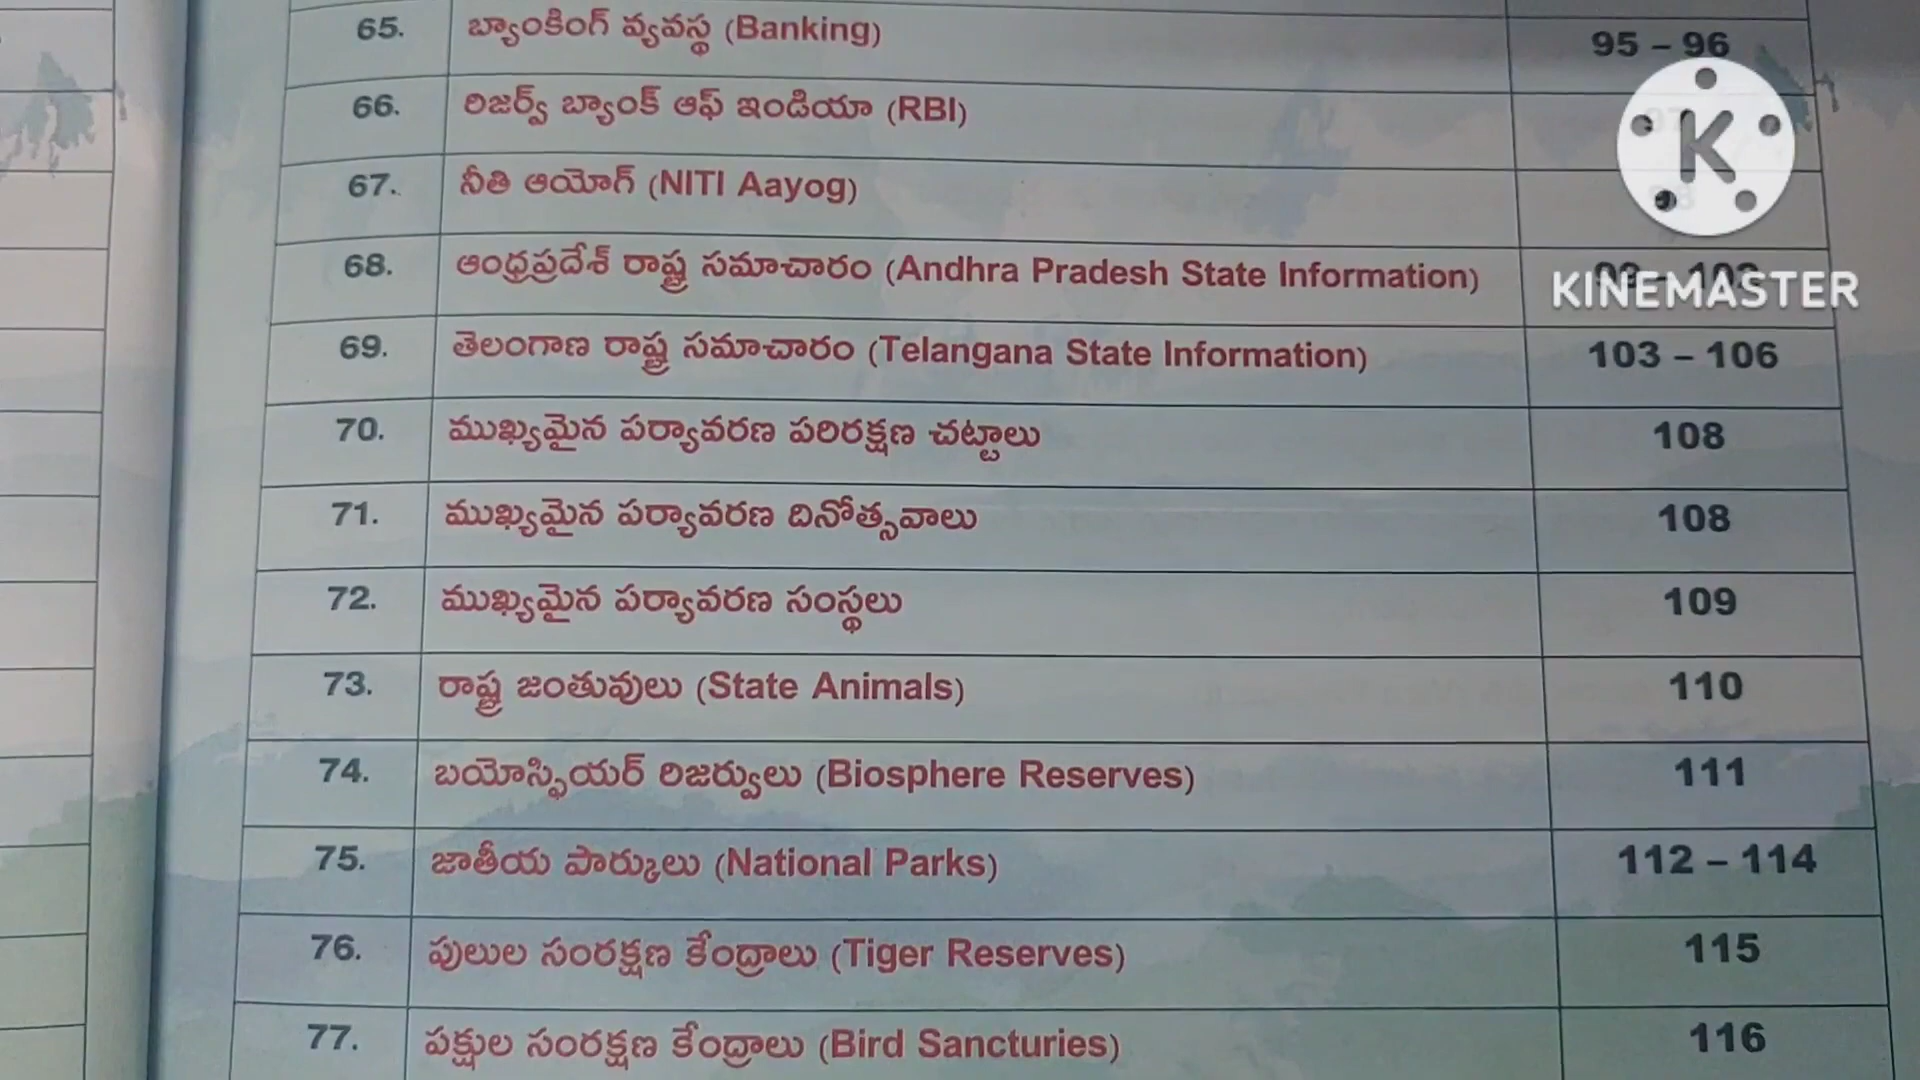 65. బ్యాంకింగ్ వ్యవస్థ (Banking) 95 – 96
66. రిజర్వ్ బ్యాంక్ ఆఫ్ ఇండియా (RBI)
67. నీతి ఆయోగ్ (NITI Aayog)
68. ఆంధ్రప్రదేశ్ రాష్ట్ర సమాచారం (Andhra Pradesh State Information)
KINEMASTER
69. తెలంగాణ రాష్ట్ర సమాచారం (Telangana State Information) 103 – 106
70. ముఖ్యమైన పర్యావరణ పరిరక్షణ చట్టాలు 108
71. ముఖ్యమైన పర్యావరణ దినోత్సవాలు 108
72. ముఖ్యమైన పర్యావరణ సంస్థలు 109
73. రాష్ట్ర జంతువులు (State Animals) 110
74. బయోస్ఫియర్ రిజర్వులు (Biosphere Reserves) 111
75. జాతీయ పార్కులు (National Parks) 112 – 114
76. పులుల సంరక్షణ కేంద్రాలు (Tiger Reserves) 115
77. పక్షుల సంరక్షణ కేంద్రాలు (Bird Sancturies) 116